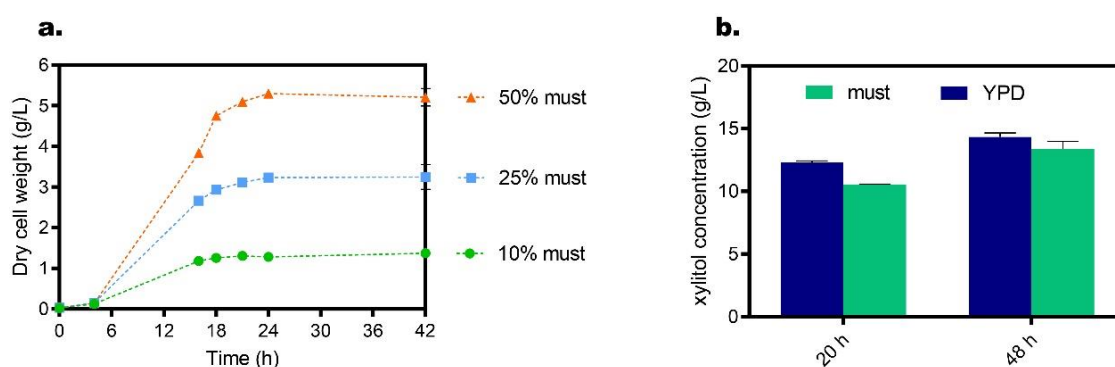 a.
6
5
4
3
2
1
0
Dry cell weight (g/L)
0 6 12 18 24 30 36 42
Time (h)
50% must
25% must
10% must
b.
20
15
10
5
0
xylitol concentration (g/L)
must YPD
20 h
48 h